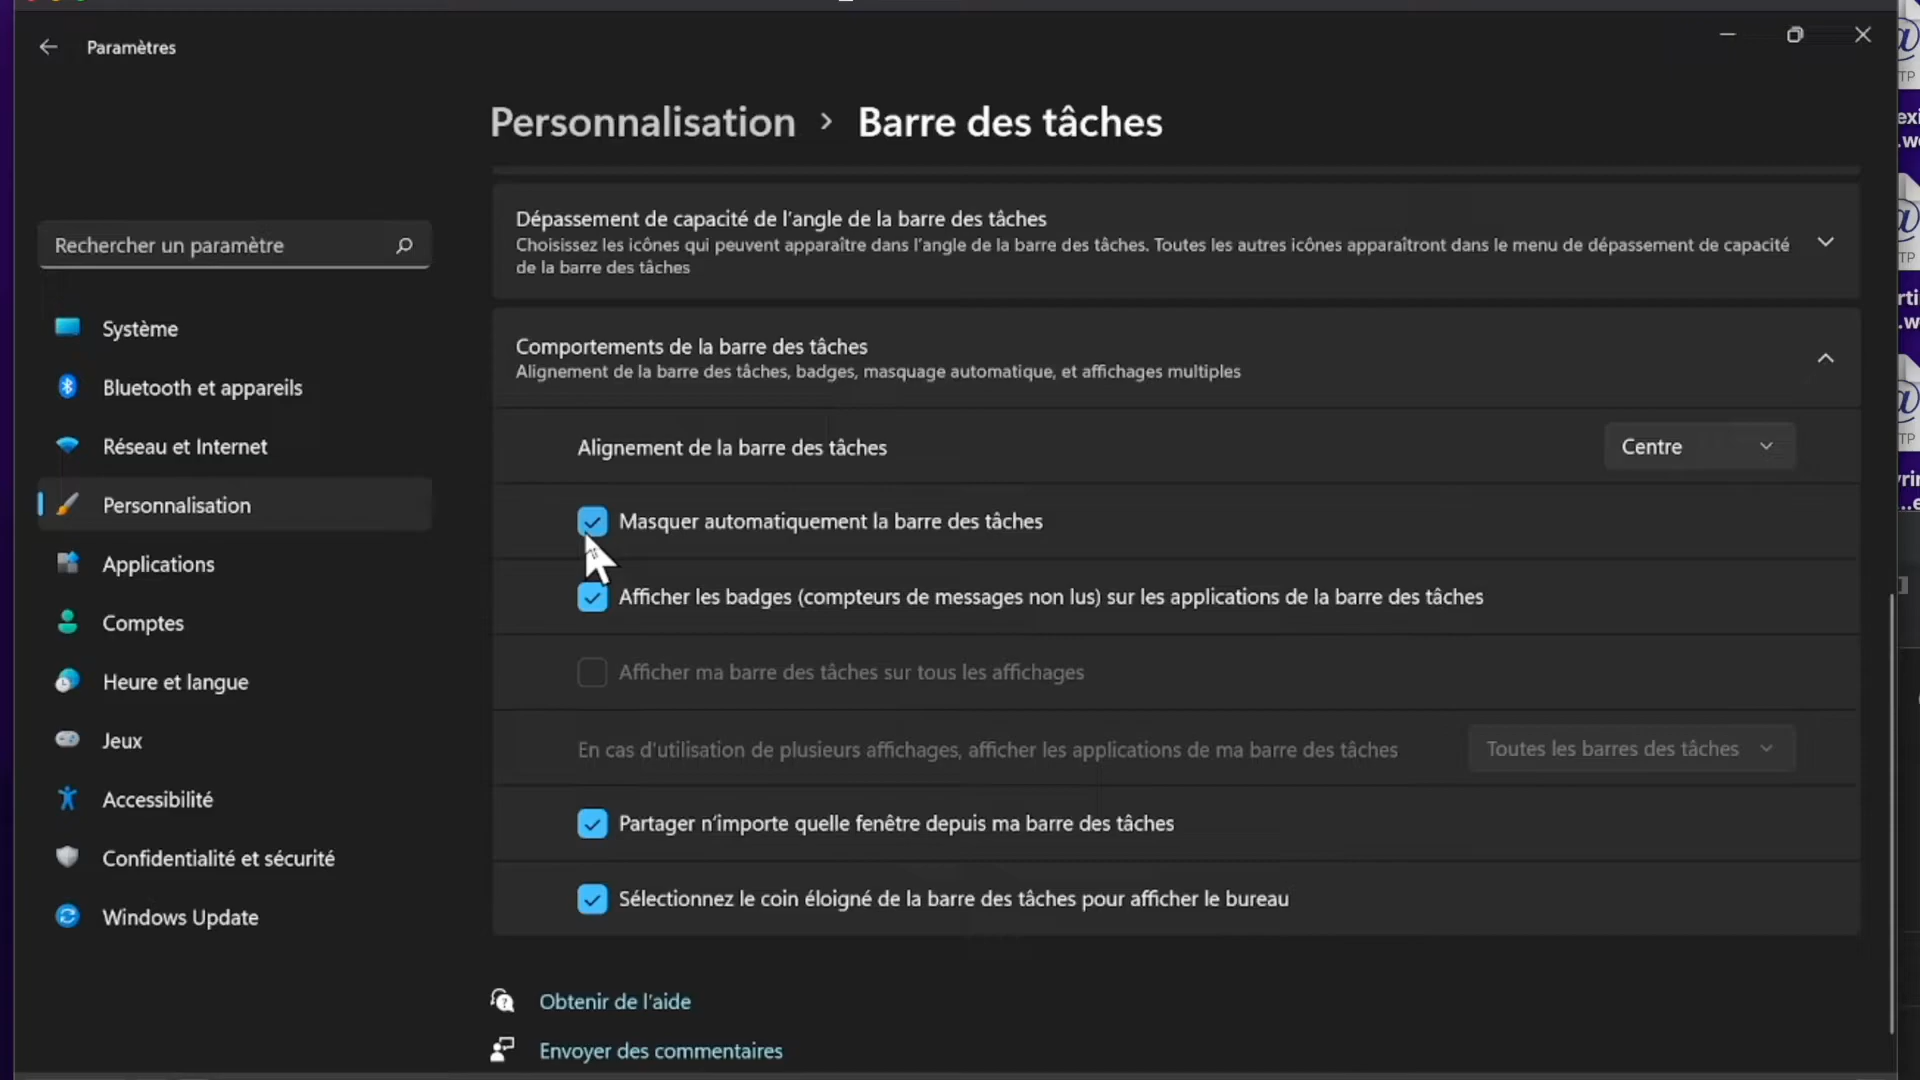 Paramètres
Personnalisation > Barre des tâches
Rechercher un paramètre
Système
Bluetooth et appareils
Réseau et Internet
Personnalisation
Applications
Comptes
Heure et langue
Jeux
Accessibilité
Confidentialité et sécurité
Windows Update
Dépassement de capacité de l'angle de la barre des tâches
Choisissez les icônes qui peuvent apparaître dans l'angle de la barre des tâches. Toutes les autres icônes apparaîtront dans le menu de dépassement de capacité
de la barre des tâches
Comportements de la barre des tâches
Alignement de la barre des tâches, badges, masquage automatique, et affichages multiples
Alignement de la barre des tâches Centre
Masquer automatiquement la barre des tâches
Afficher les badges (compteurs de messages non lus) sur les applications de la barre des tâches
Afficher ma barre des tâches sur tous les affichages
En cas d'utilisation de plusieurs affichages, afficher les applications de ma barre des tâches Toutes les barres des tâches
Partager n'importe quelle fenêtre depuis ma barre des tâches
Sélectionnez le coin éloigné de la barre des tâches pour afficher le bureau
Obtenir de l'aide
Envoyer des commentaires